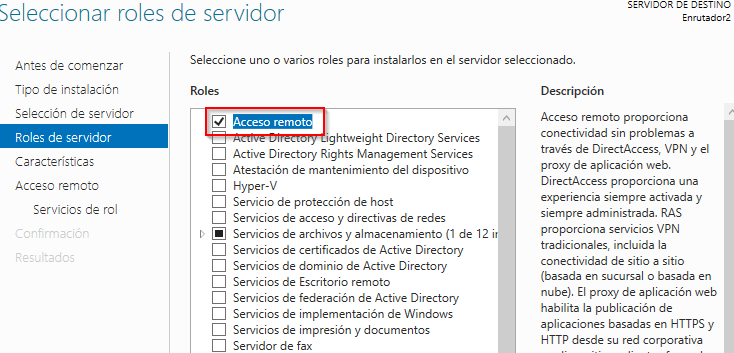 Seleccionar roles de servidor
SERVIDOR DE DESTINO
Enrutador2
Antes de comenzar
Tipo de instalación
Selección de servidor
Roles de servidor
Características
Acceso remoto
Servicios de rol
Confirmación
Resultados
Seleccione uno o varios roles para instalarlos en el servidor seleccionado.
Roles
Acceso remoto
Active Directory Lightweight Directory Services
Active Directory Rights Management Services
Atestación de mantenimiento del dispositivo
Hyper-V
Servicio de protección de host
Servicios de acceso y directivas de redes
Servicios de archivos y almacenamiento (1 de 12 in
Servicios de certificados de Active Directory
Servicios de dominio de Active Directory
Servicios de Escritorio remoto
Servicios de federación de Active Directory
Servicios de implementación de Windows
Servicios de impresión y documentos
Servidor de fax
Descripción
Acceso remoto proporciona
conectividad sin problemas a
través de DirectAccess, VPN y el
proxy de aplicación web.
DirectAccess proporciona una
experiencia siempre activada y
siempre administrada. RAS
proporciona servicios VPN
tradicionales, incluida la
conectividad de sitio a sitio
(basada en sucursal o basada en
nube). El proxy de aplicación web
habilita la publicación de
aplicaciones basadas en HTTPS y
HTTP desde su red corporativa